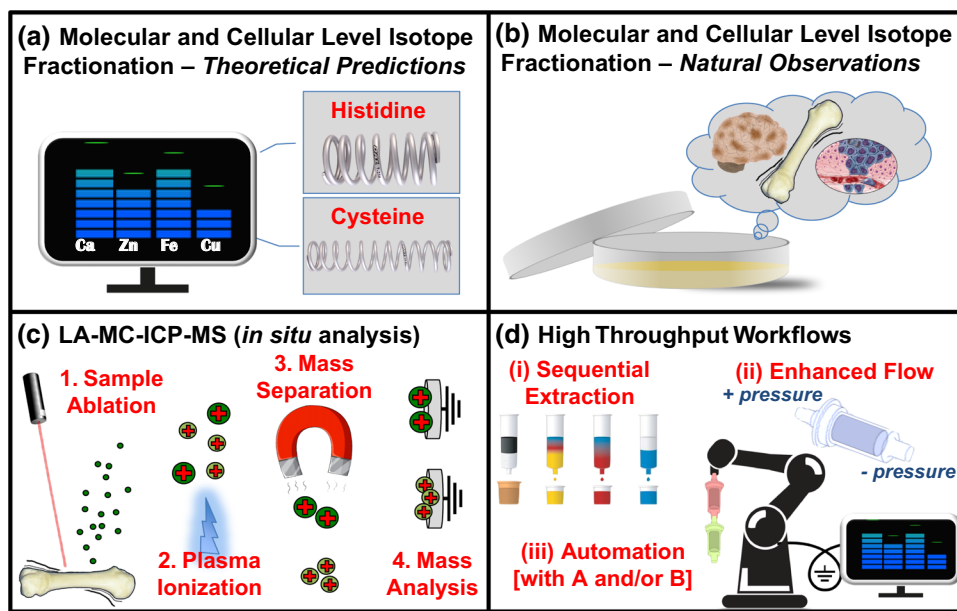 (a) Molecular and Cellular Level Isotope
Fractionation – Theoretical Predictions
Histidine
Cysteine
Ca Zn Fe Cu
(b) Molecular and Cellular Level Isotope
Fractionation – Natural Observations
(c) LA-MC-ICP-MS (in situ analysis)
1. Sample
Ablation
2. Plasma
Ionization
3. Mass
Separation
4. Mass
Analysis
(d) High Throughput Workflows
(i) Sequential
Extraction
(ii) Enhanced Flow
+ pressure
- pressure
(iii) Automation
[with A and/or B]